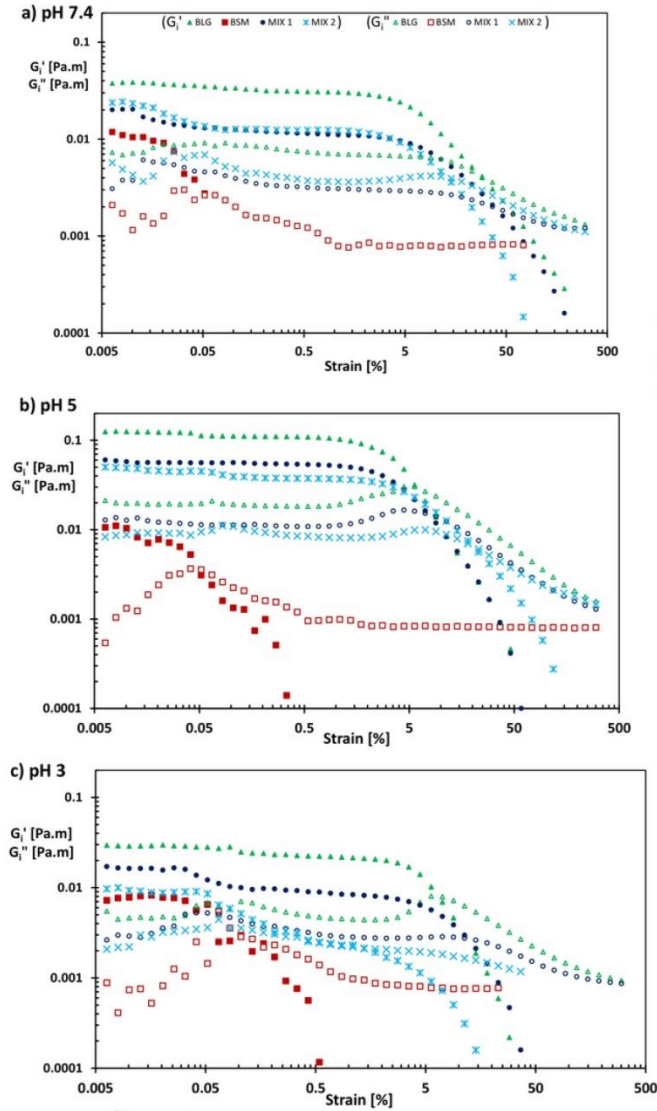 a) pH 7.4
(Gᵢ' BLG BSM MIX 1 MIX 2) (Gᵢ" BLG BSM MIX 1 MIX 2)
0.1
Gᵢ' [Pa.m]
Gᵢ" [Pa.m]
0.01
0.001
0.0001
0.005 0.05 0.5 5 50 500
Strain [%]
b) pH 5
0.1
Gᵢ' [Pa.m]
Gᵢ" [Pa.m]
0.01
0.001
0.0001
0.005 0.05 0.5 5 50 500
Strain [%]
c) pH 3
0.1
Gᵢ' [Pa.m]
Gᵢ" [Pa.m]
0.01
0.001
0.0001
0.005 0.05 0.5 5 50 500
Strain [%]